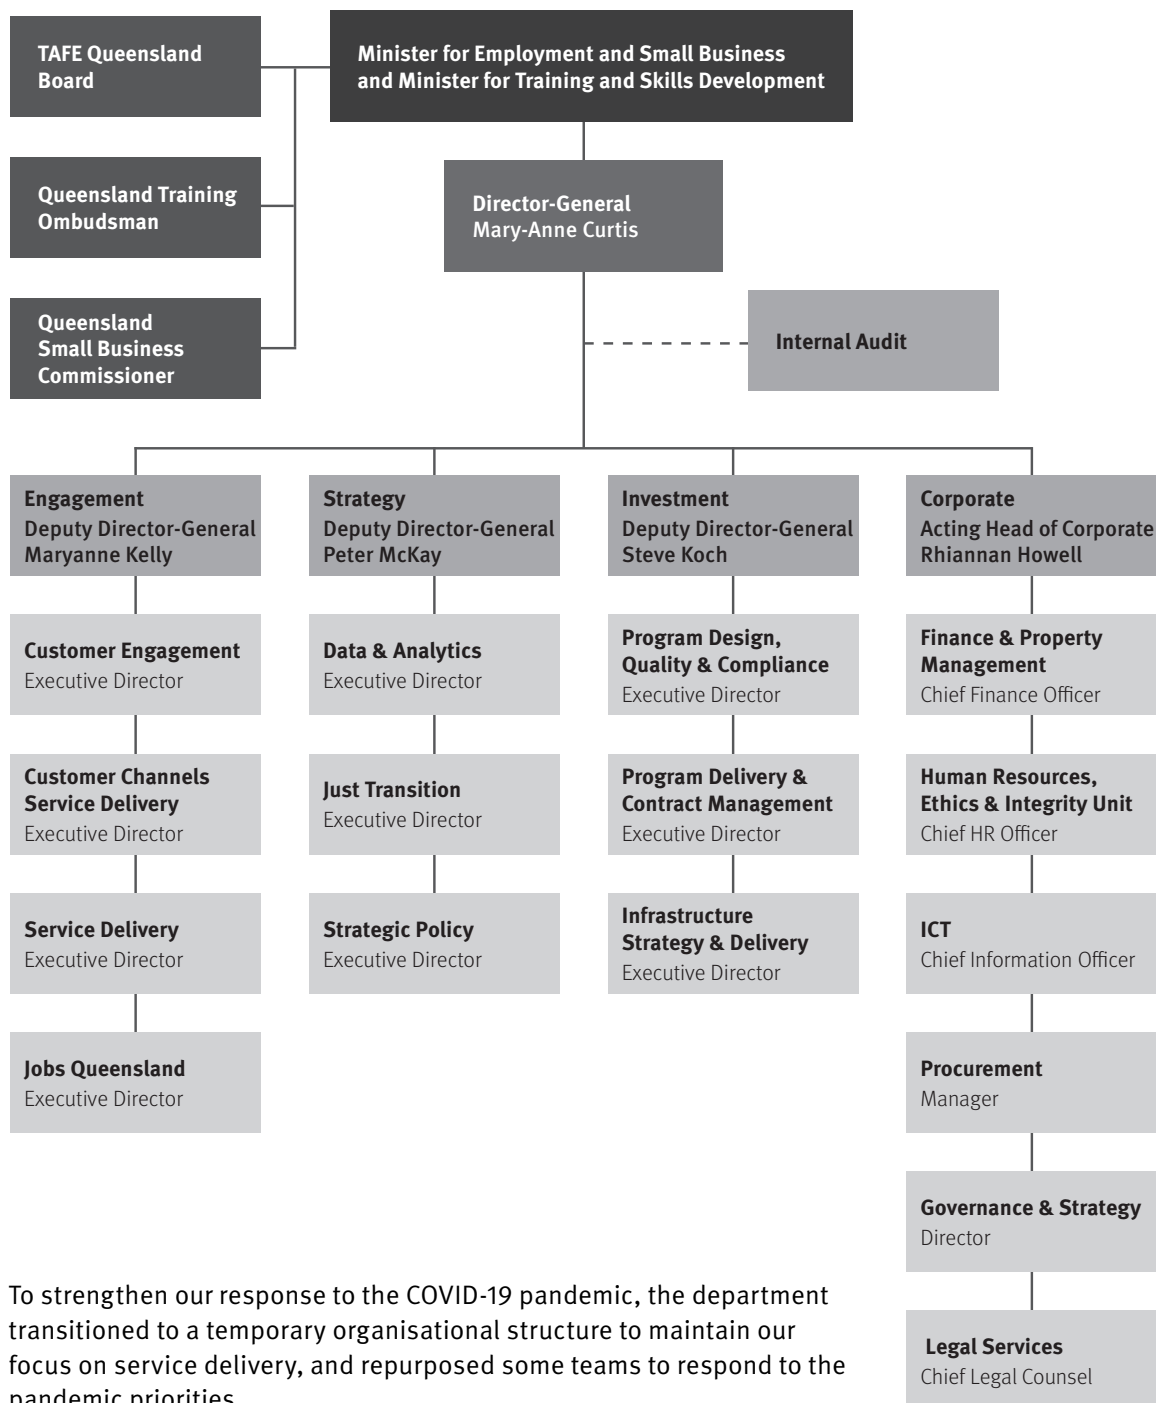 TAFE Queensland
Board
Minister for Employment and Small Business
and Minister for Training and Skills Development
Queensland Training
Ombudsman
Director-General
Mary-Anne Curtis
Queensland
Small Business
Commissioner
Internal Audit
Engagement
Deputy Director-General
Maryanne Kelly
Strategy
Deputy Director-General
Peter McKay
Investment
Deputy Director-General
Steve Koch
Corporate
Acting Head of Corporate
Rhiannan Howell
Customer Engagement
Executive Director
Data & Analytics
Executive Director
Program Design,
Quality & Compliance
Executive Director
Finance & Property
Management
Chief Finance Officer
Customer Channels
Service Delivery
Executive Director
Just Transition
Executive Director
Program Delivery &
Contract Management
Executive Director
Human Resources,
Ethics & Integrity Unit
Chief HR Officer
Service Delivery
Executive Director
Strategic Policy
Executive Director
Infrastructure
Strategy & Delivery
Executive Director
ICT
Chief Information Officer
Jobs Queensland
Executive Director
Procurement
Manager
Governance & Strategy
Director
Legal Services
Chief Legal Counsel
To strengthen our response to the COVID-19 pandemic, the department
transitioned to a temporary organisational structure to maintain our
focus on service delivery, and repurposed some teams to respond to the
pandemic priorities